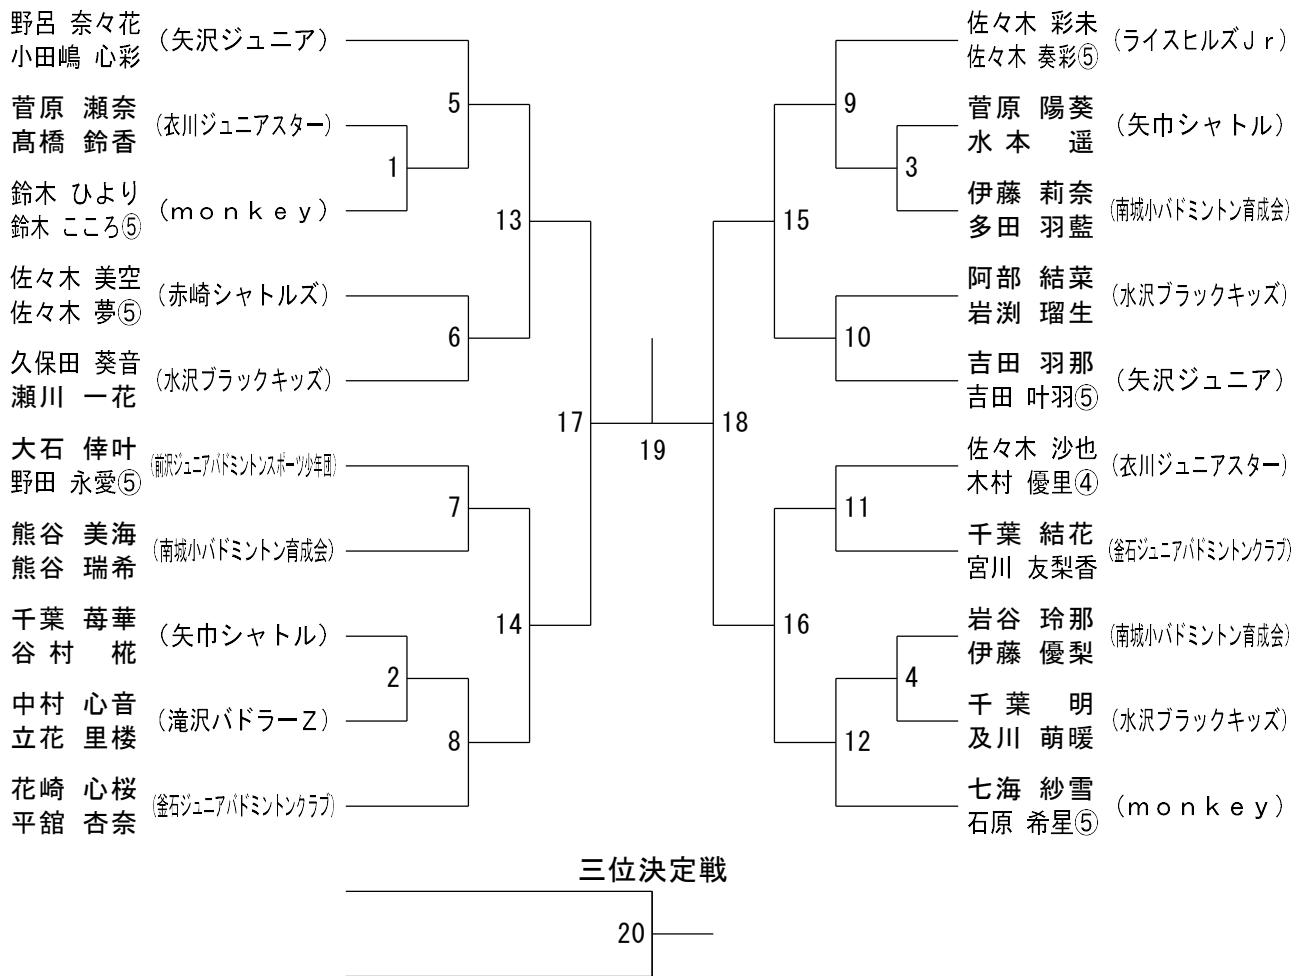 野呂 奈々花
小田嶋 心彩
(矢沢ジュニア)
菅原 瀬奈
髙橋 鈴香
(衣川ジュニアスター)
鈴木 ひより
鈴木 こころ⑤
(monkey)
佐々木 美空
佐々木 夢⑤
(赤崎シャトルズ)
久保田 葵音
瀬川 一花
(水沢ブラックキッズ)
大石 倖叶
野田 永愛⑤
(前沢ジュニアバドミントンスポーツ少年団)
熊谷 美海
熊谷 瑞希
(南城小バドミントン育成会)
千葉 苺華
谷村 椛
(矢巾シャトル)
中村 心音
立花 里楼
(滝沢バドラーZ)
花崎 心桜
平舘 杏奈
(釜石ジュニアバドミントンクラブ)
5
1
13
6
17
7
14
2
8
19
9
3
15
10
18
11
16
4
12
佐々木 彩未
佐々木 奏彩⑤
(ライスヒルズJr)
菅原 陽葵
水本 遥
(矢巾シャトル)
伊藤 莉奈
多田 羽藍
(南城小バドミントン育成会)
阿部 結菜
岩渕 瑠生
(水沢ブラックキッズ)
吉田 羽那
吉田 叶羽⑤
(矢沢ジュニア)
佐々木 沙也
木村 優里④
(衣川ジュニアスター)
千葉 結花
宮川 友梨香
(釜石ジュニアバドミントンクラブ)
岩谷 玲那
伊藤 優梨
(南城小バドミントン育成会)
千葉 明
及川 萌暖
(水沢ブラックキッズ)
七海 紗雪
石原 希星⑤
(monkey)
三位決定戦
20